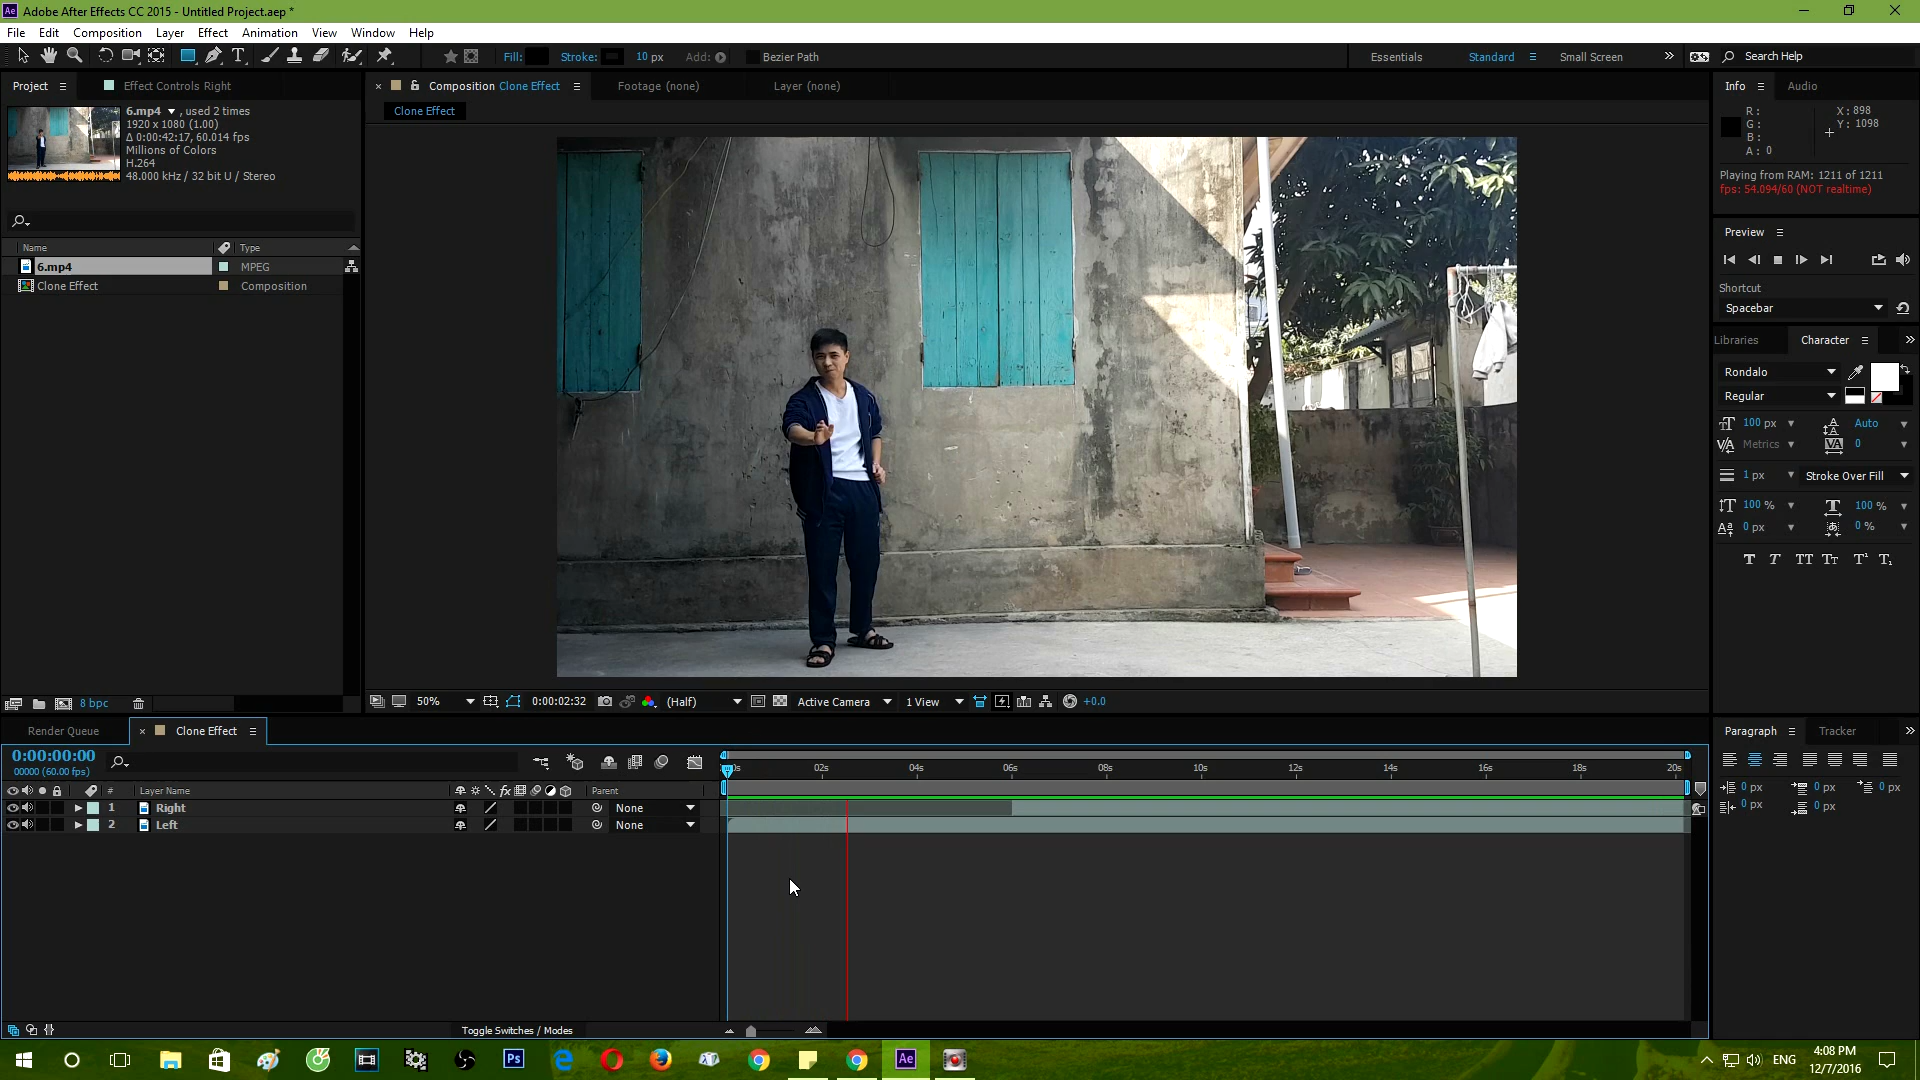 Adobe After Effects CC 2015 - Untitled Project.aep *
File Edit Composition Layer Effect Animation View Window Help
Fill: Stroke: 10 px Add: Bezier Path Essentials Standard Small Screen Search Help
Project Effect Controls Right Composition Clone Effect Footage (none) Layer (none) Info Audio
Clone Effect
6.mp4 , used 2 times
1920 x 1080 (1.00)
Δ 0:00:42:17, 60.014 fps
Millions of Colors
H.264
48.000 kHz / 32 bit U / Stereo
R:
G:
B:
A: 0
X: 898
Y: 1098
Playing from RAM: 1211 of 1211
fps: 54.094/60 (NOT realtime)
Name Type
6.mp4 MPEG
Clone Effect Composition
Preview
Shortcut
Spacebar
Libraries Character
Rondalo
Regular
100 px Auto
Metrics 0
1 px Stroke Over Fill
100 % 100 %
0 px 0 %
T T TT Tт T¹ T₁
8 bpc
50% 0:00:02:32 (Half) Active Camera 1 View +0.0
Render Queue Clone Effect
0:00:00:00
00000 (60.00 fps)
02s 04s 06s 08s 10s 12s 14s 16s 18s 20s
# Layer Name Parent
1 Right None
2 Left None
Paragraph Tracker
0 px 0 px 0 px
0 px 0 px
Toggle Switches / Modes
Ps Ae
ENG
4:08 PM
12/7/2016